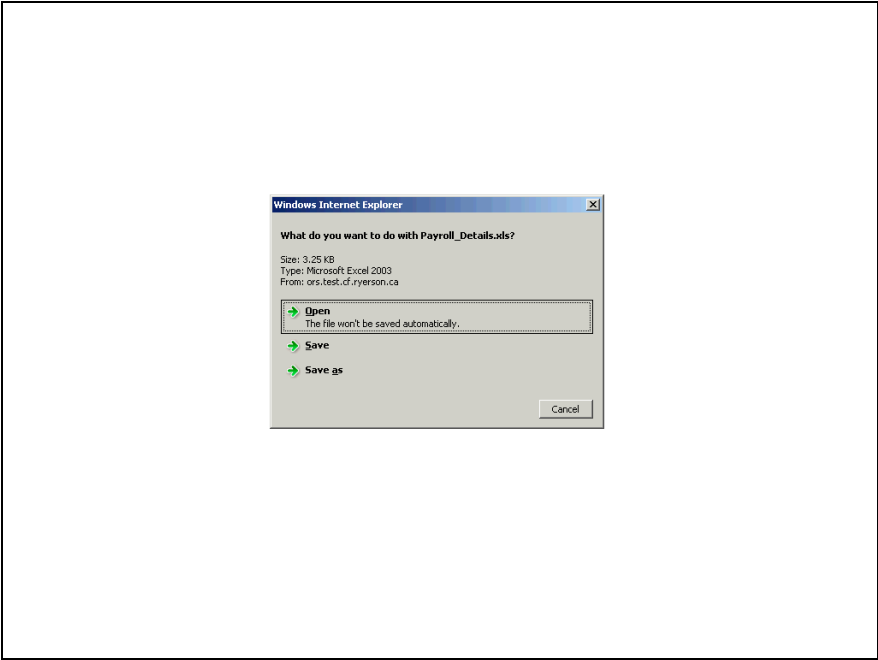 Windows Internet Explorer
What do you want to do with Payroll_Details.xls?
Size: 3.25 KB
Type: Microsoft Excel 2003
From: ors.test.cf.ryerson.ca
Open
The file won't be saved automatically.
Save
Save as
Cancel